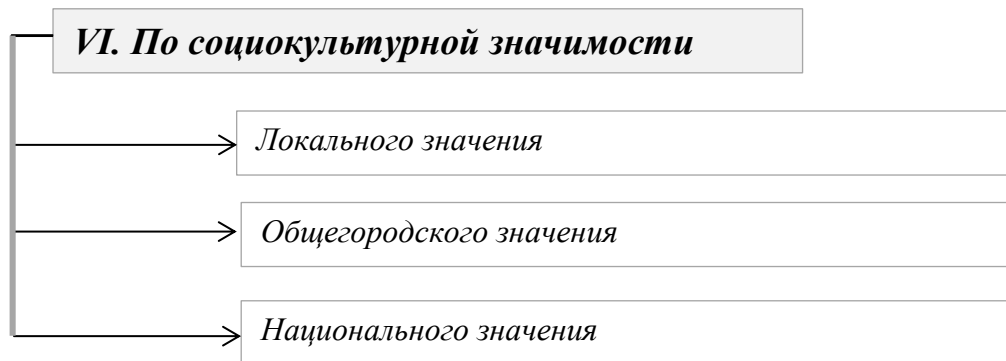 VI. По социокультурной значимости
Локального значения
Общегородского значения
Национального значения